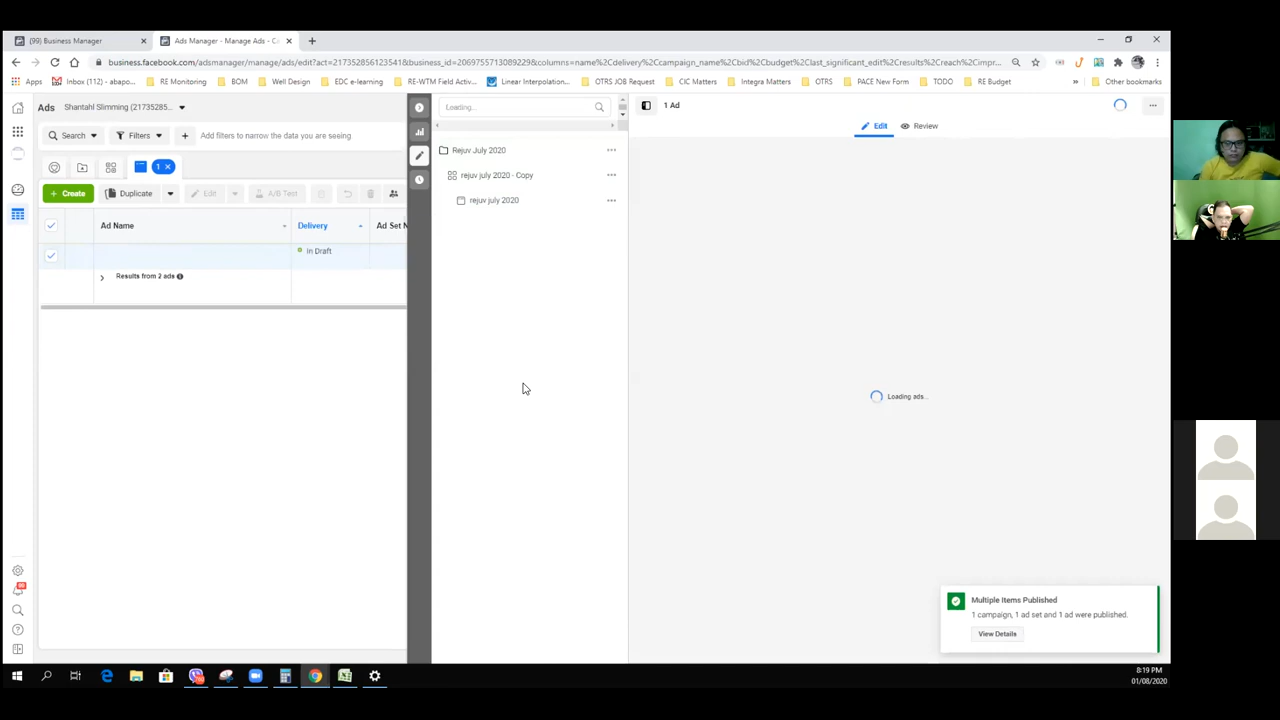 (99) Business Manager
Ads Manager - Manage Ads - C
business.facebook.com/adsmanager/manage/ads/edit?act=217352856123541&business_id=2069755713089229&columns=name%2Cdelivery%2Ccampaign_name%2Cbid%2Cbudget%2Clast_significant_edit%2Cresults%2Creach%2Cimpr...
Apps
Inbox (112) - abapo...
RE Monitoring
BOM
Well Design
EDC e-learning
RE-WTM Field Activ...
Linear Interpolation...
OTRS JOB Request
CIC Matters
Integra Matters
OTRS
PACE New Form
TODO
RE Budget
»
Other bookmarks
Ads
Shantahl Slimming (21735285...
Loading...
1 Ad
Search
Filters
Add filters to narrow the data you are seeing
Edit
Review
Rejuv July 2020
1
rejuv july 2020 - Copy
Create
Duplicate
Edit
A/B Test
rejuv july 2020
Ad Name
Delivery
Ad Set N
In Draft
Results from 2 ads
Loading ads...
Multiple Items Published
1 campaign, 1 ad set and 1 ad were published.
View Details
8:19 PM
01/08/2020